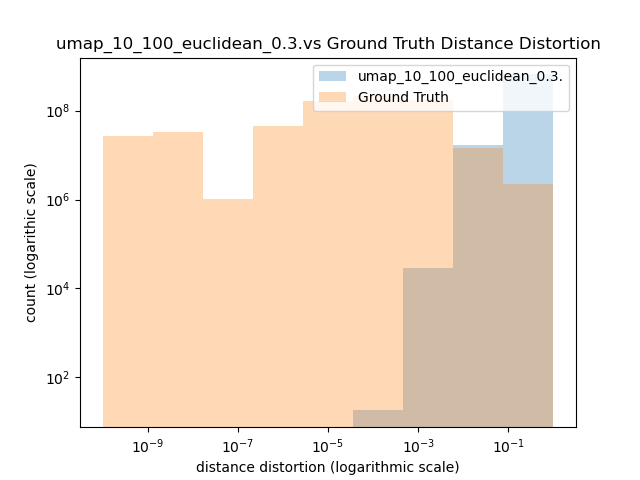 umap_10_100_euclidean_0.3.vs Ground Truth Distance Distortion
umap_10_100_euclidean_0.3.
Ground Truth
count (logarithic scale)
10⁸
10⁶
10⁴
10²
10⁻⁹ 10⁻⁷ 10⁻⁵ 10⁻³ 10⁻¹
distance distortion (logarithmic scale)